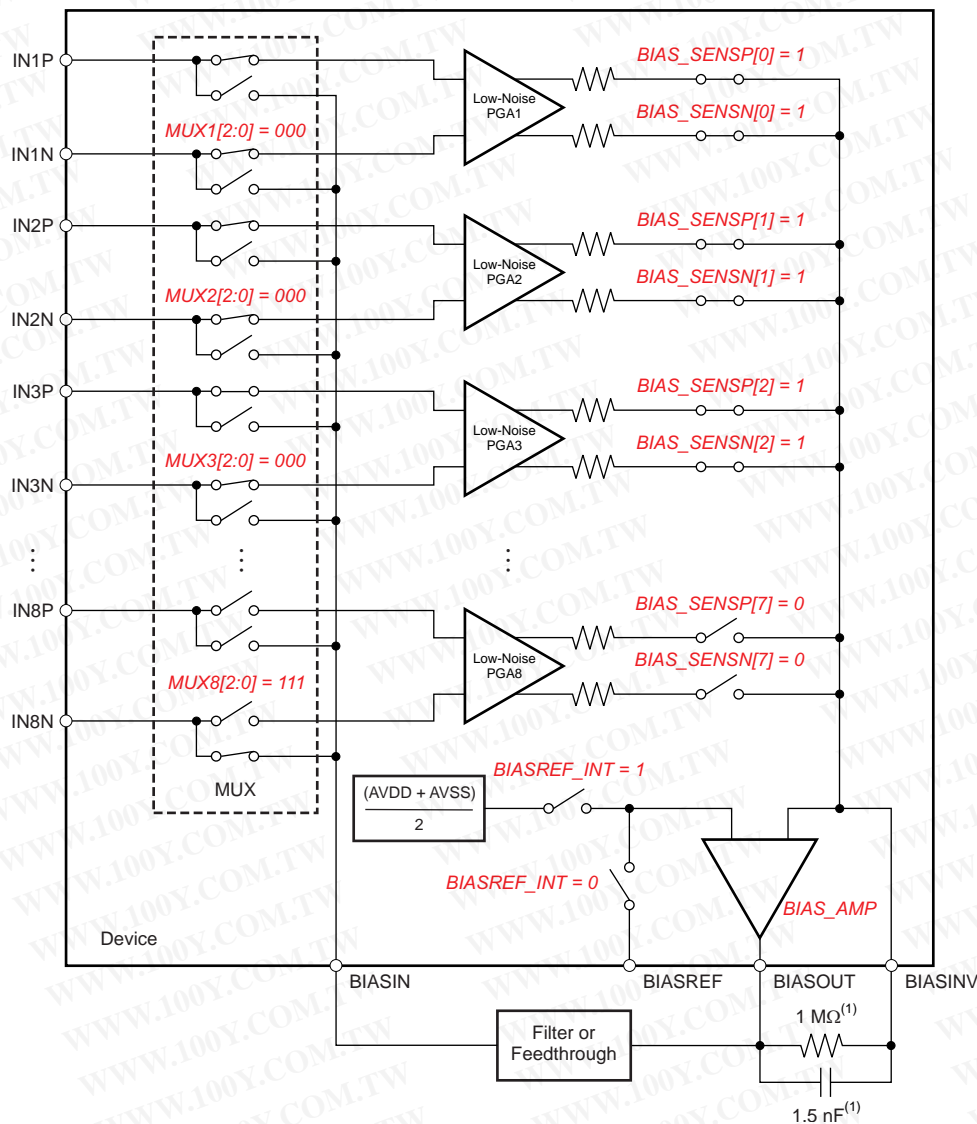 IN1P
BIAS_SENSP[0] = 1
Low-Noise
PGA1
BIAS_SENSN[0] = 1
MUX1[2:0] = 000
IN1N
IN2P
BIAS_SENSP[1] = 1
Low-Noise
PGA2
BIAS_SENSN[1] = 1
MUX2[2:0] = 000
IN2N
IN3P
BIAS_SENSP[2] = 1
Low-Noise
PGA3
BIAS_SENSN[2] = 1
MUX3[2:0] = 000
IN3N
IN8P
BIAS_SENSP[7] = 0
Low-Noise
PGA8
BIAS_SENSN[7] = 0
MUX8[2:0] = 111
IN8N
MUX
BIASREF_INT = 1
(AVDD + AVSS)
2
BIASREF_INT = 0
BIAS_AMP
Device
BIASIN
BIASREF
BIASOUT
BIASINV
Filter or
Feedthrough
1 MΩ(1)
1.5 nF(1)
WWW.100Y.COM.TW